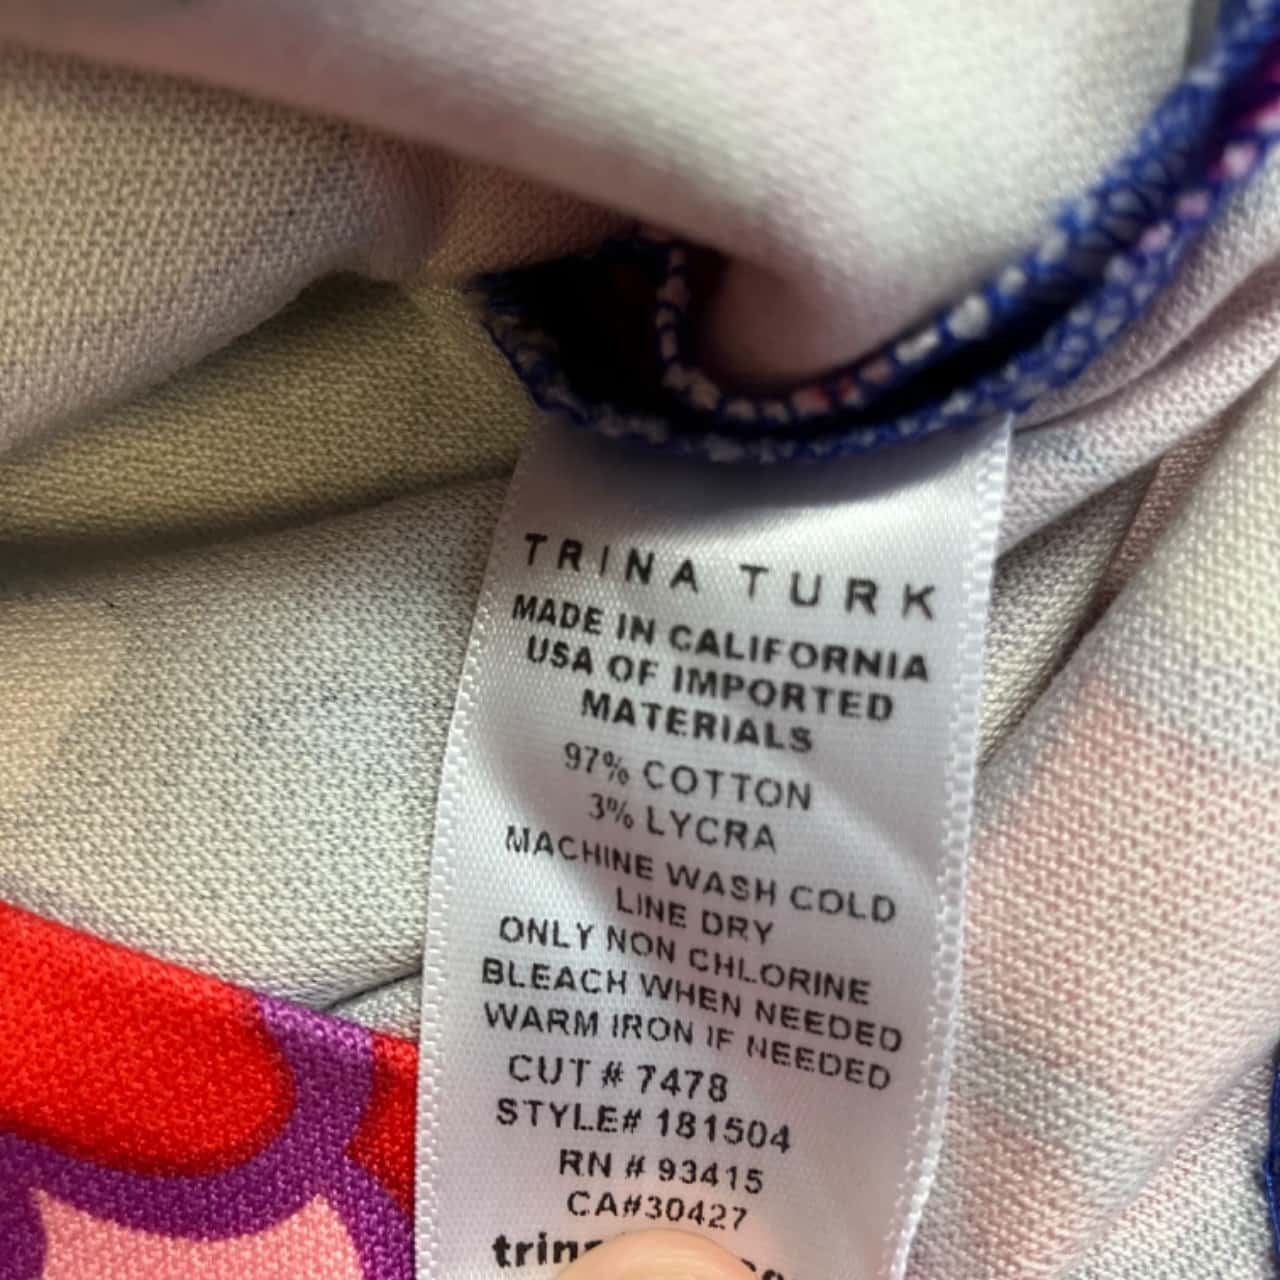 TRINA TURK
MADE IN CALIFORNIA
USA OF IMPORTED
MATERIALS
97% COTTON
3% LYCRA
MACHINE WASH COLD
LINE DRY
ONLY NON CHLORINE
BLEACH WHEN NEEDED
WARM IRON IF NEEDED
CUT # 7478
STYLE# 181504
RN # 93415
CA#30427